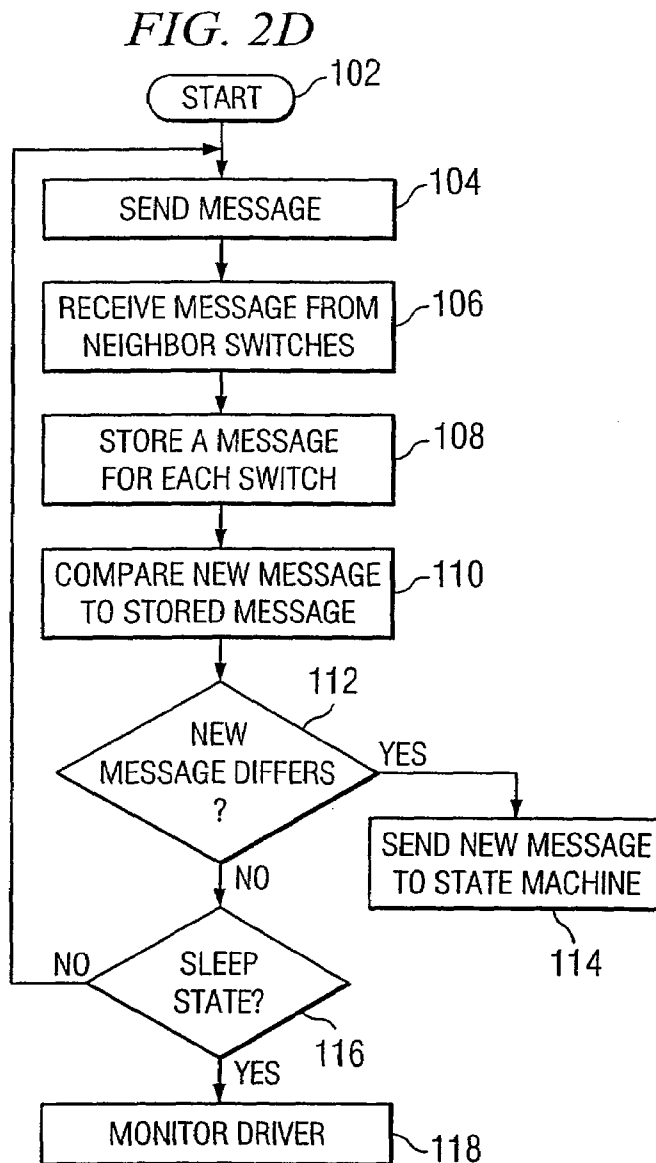 FIG. 2D
START
102
SEND MESSAGE
104
RECEIVE MESSAGE FROM
NEIGHBOR SWITCHES
106
STORE A MESSAGE
FOR EACH SWITCH
108
COMPARE NEW MESSAGE
TO STORED MESSAGE
110
112
NEW
MESSAGE DIFFERS
?
YES
SEND NEW MESSAGE
TO STATE MACHINE
114
NO
NO
SLEEP
STATE?
116
YES
MONITOR DRIVER
118